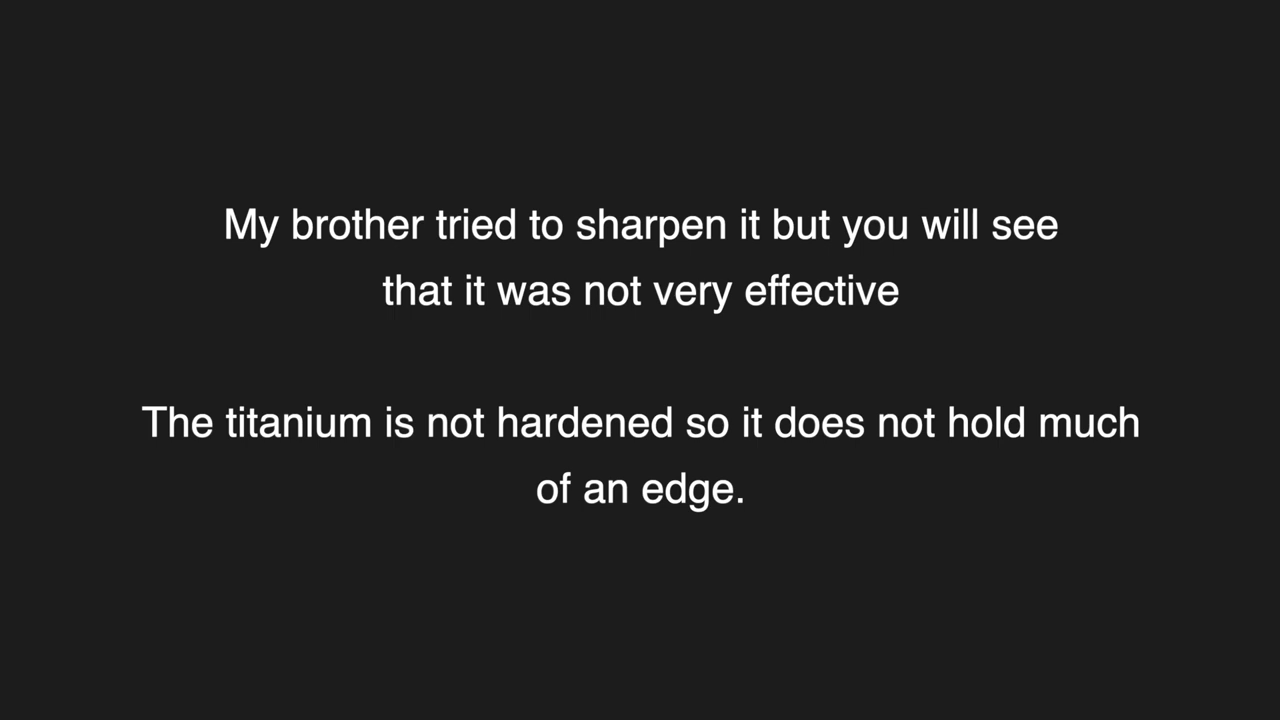 My brother tried to sharpen it but you will see
that it was not very effective
The titanium is not hardened so it does not hold much
of an edge.